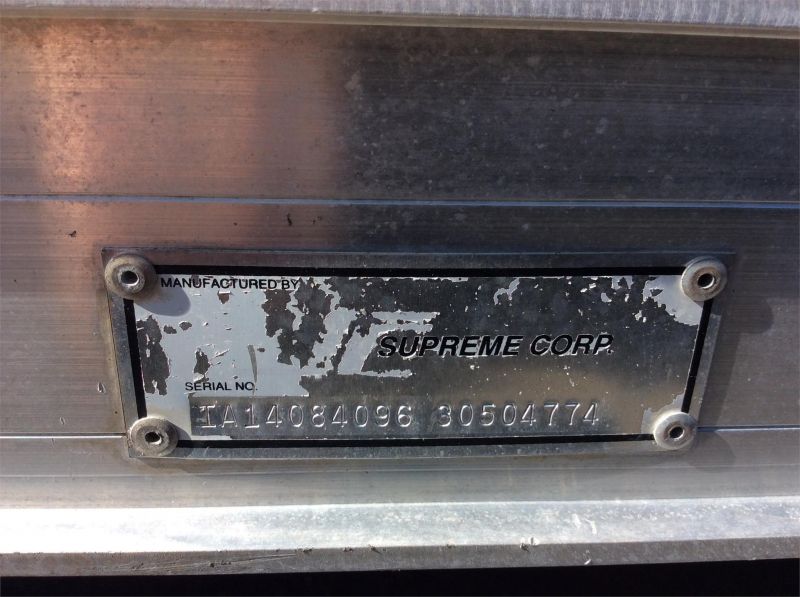 MANUFACTURED BY
SUPREME CORP.
SERIAL NO.
IA14084096 30504774